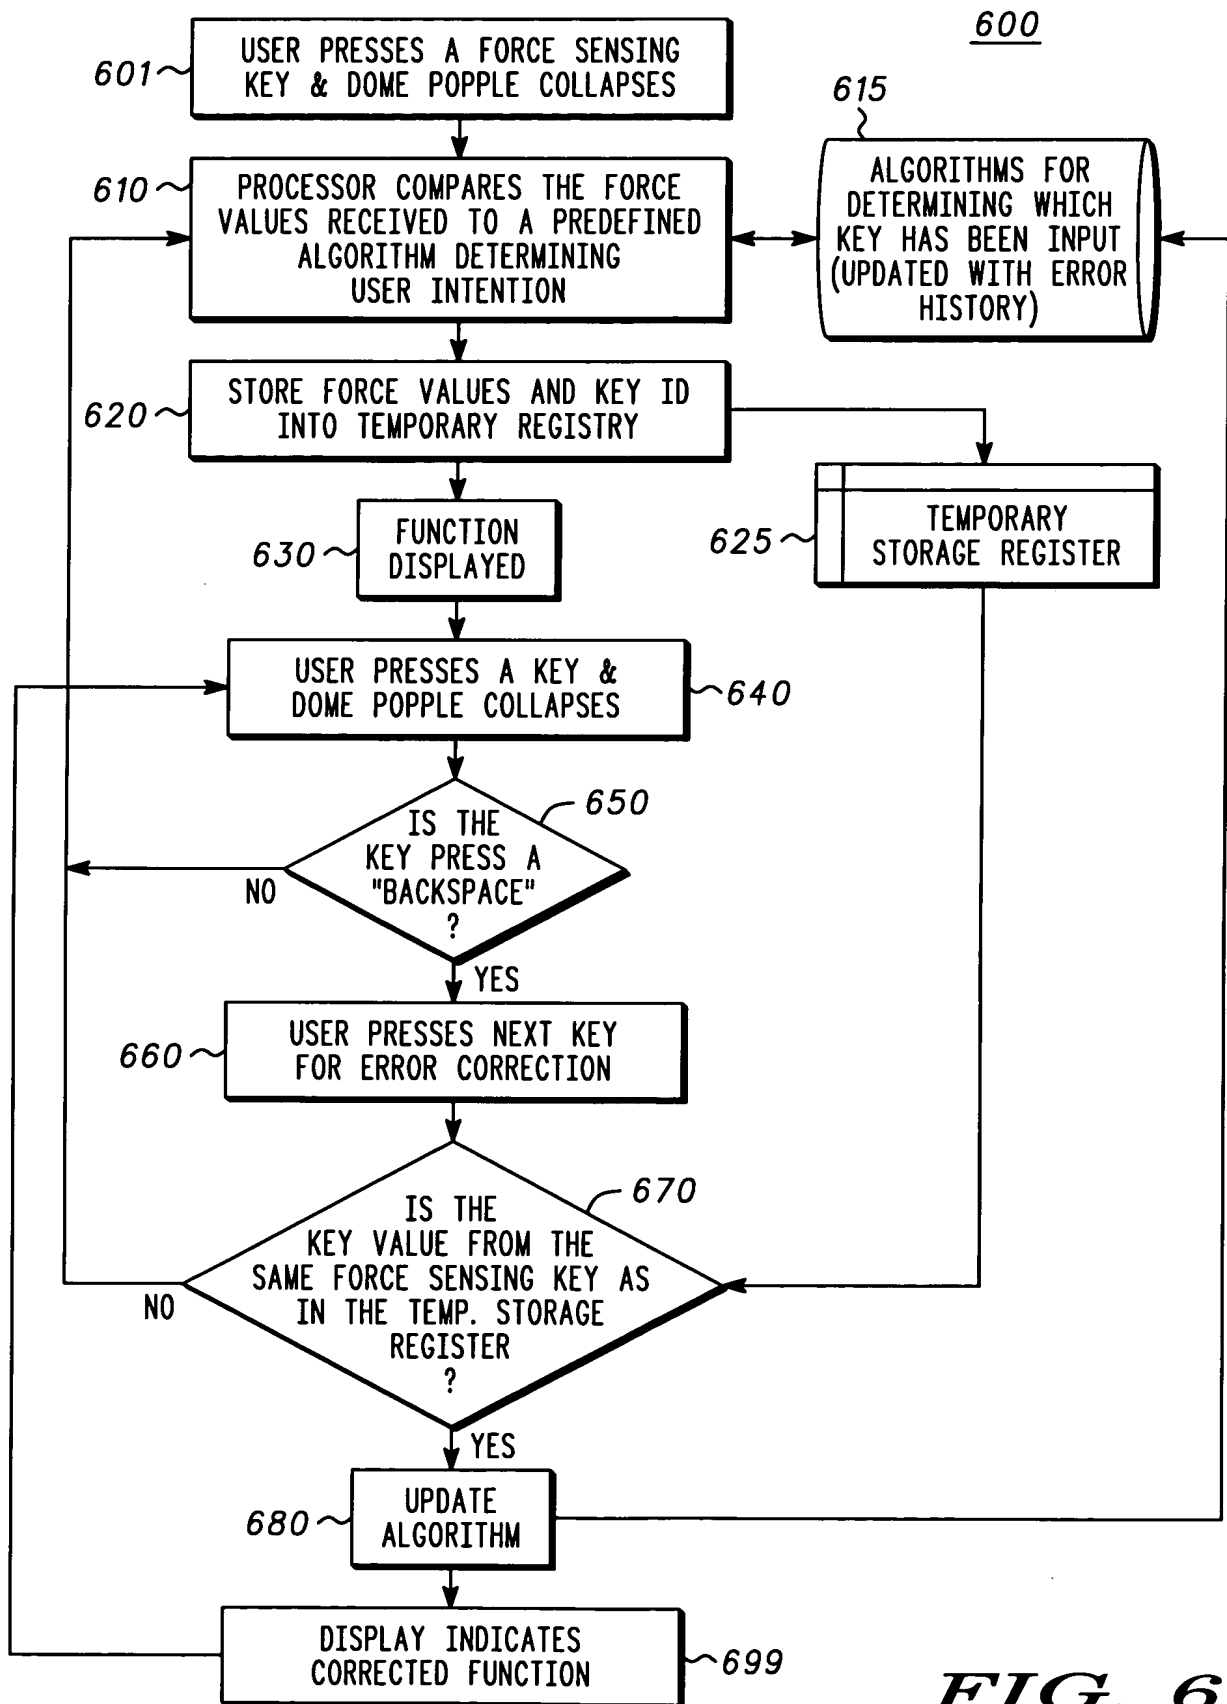 600
601
USER PRESSES A FORCE SENSING
KEY & DOME POPPLE COLLAPSES
615
610
PROCESSOR COMPARES THE FORCE
VALUES RECEIVED TO A PREDEFINED
ALGORITHM DETERMINING
USER INTENTION
ALGORITHMS FOR
DETERMINING WHICH
KEY HAS BEEN INPUT
(UPDATED WITH ERROR
HISTORY)
620
STORE FORCE VALUES AND KEY ID
INTO TEMPORARY REGISTRY
630
FUNCTION
DISPLAYED
625
TEMPORARY
STORAGE REGISTER
USER PRESSES A KEY &
DOME POPPLE COLLAPSES
640
650
IS THE
KEY PRESS A
"BACKSPACE"
?
NO
YES
660
USER PRESSES NEXT KEY
FOR ERROR CORRECTION
670
IS THE
KEY VALUE FROM THE
SAME FORCE SENSING KEY AS
IN THE TEMP. STORAGE
REGISTER
?
NO
YES
680
UPDATE
ALGORITHM
DISPLAY INDICATES
CORRECTED FUNCTION
699
FIG. 6